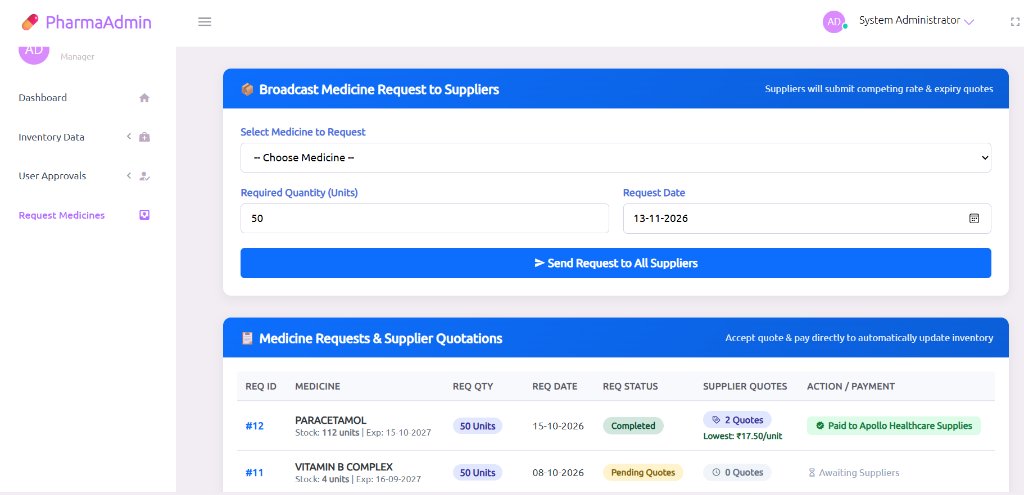 PharmaAdmin
AD
System Administrator
AD
Manager
Dashboard
Inventory Data
User Approvals
Request Medicines
Broadcast Medicine Request to Suppliers
Suppliers will submit competing rate & expiry quotes
Select Medicine to Request
-- Choose Medicine --
Required Quantity (Units)
Request Date
50
13-11-2026
Send Request to All Suppliers
Medicine Requests & Supplier Quotations
Accept quote & pay directly to automatically update inventory
REQ ID MEDICINE REQ QTY REQ DATE REQ STATUS SUPPLIER QUOTES ACTION / PAYMENT
#12 PARACETAMOL 50 Units 15-10-2026 Completed 2 Quotes Paid to Apollo Healthcare Supplies
Stock: 112 units | Exp: 15-10-2027 Lowest: ₹17.50/unit
#11 VITAMIN B COMPLEX 50 Units 08-10-2026 Pending Quotes 0 Quotes Awaiting Suppliers
Stock: 4 units | Exp: 16-09-2027